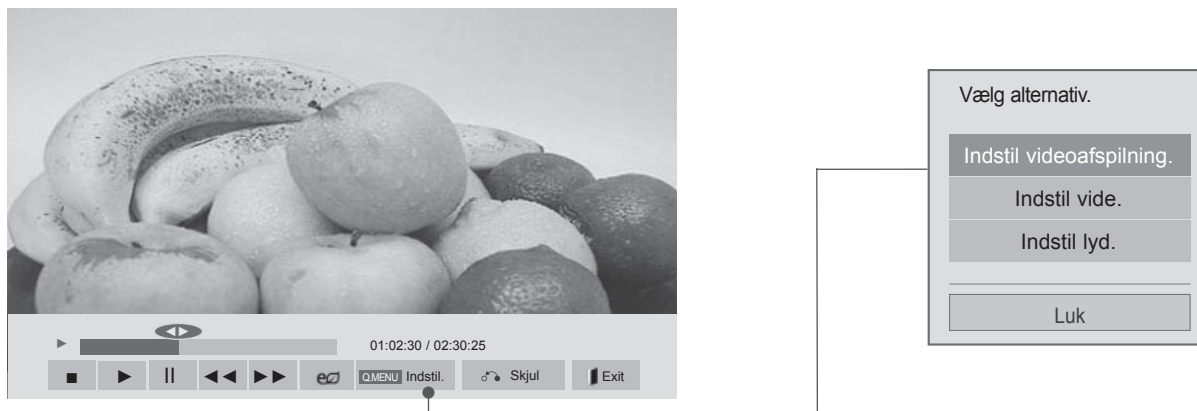 01:02:30 / 02:30:25
Q.MENU Indstil. Skjul Exit
Vælg alternativ.
Indstil videoafspilning.
Indstil vide.
Indstil lyd.
Luk